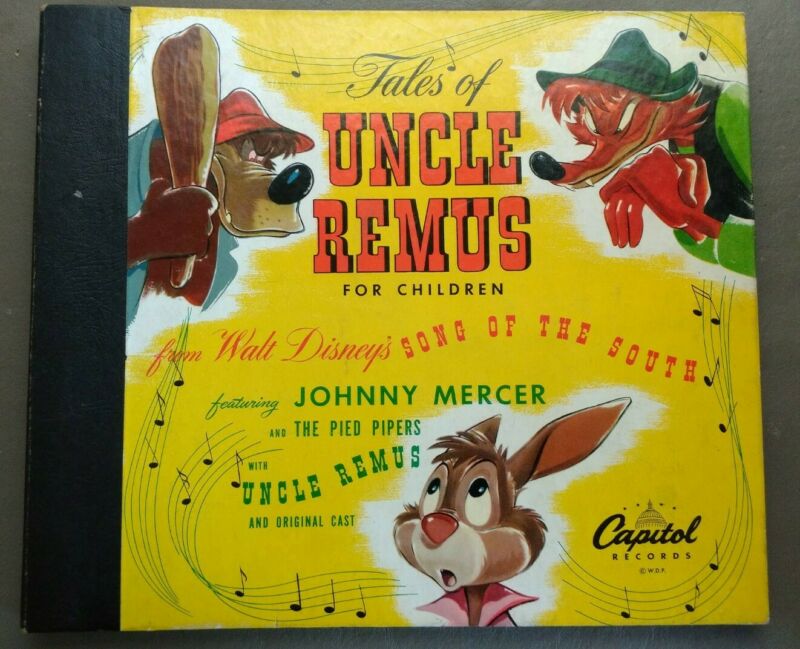 Tales of
UNCLE
REMUS
FOR CHILDREN
from Walt Disney's SONG OF THE SOUTH
featuring JOHNNY MERCER
AND THE PIED PIPERS
WITH UNCLE REMUS
AND ORIGINAL CAST
Capitol
RECORDS
© W.D.P.